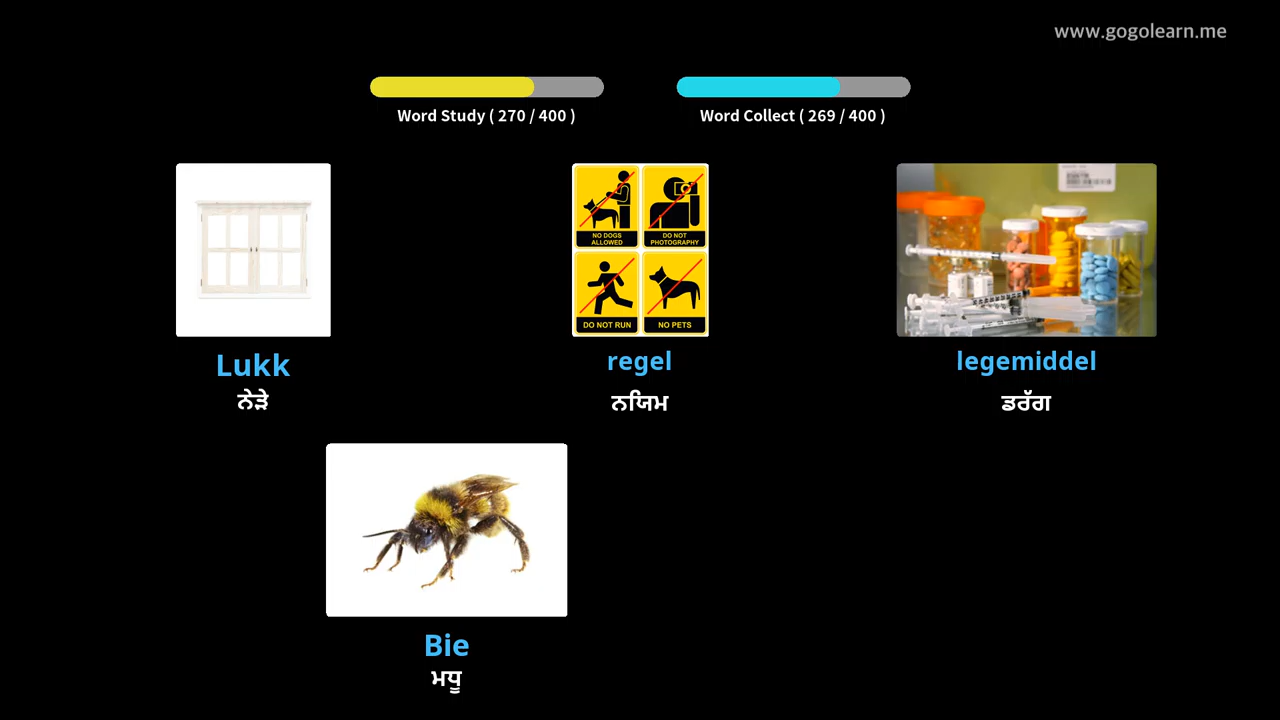 www.gogolearn.me
Word Study ( 270 / 400 )
Word Collect ( 269 / 400 )
NO DOGS
ALLOWED
DO NOT
PHOTOGRAPHY
DO NOT RUN
NO PETS
Lukk
ਨੇੜੇ
regel
ਨਯਿਮ
legemiddel
ਡਰੱਗ
Bie
ਮਧੂ